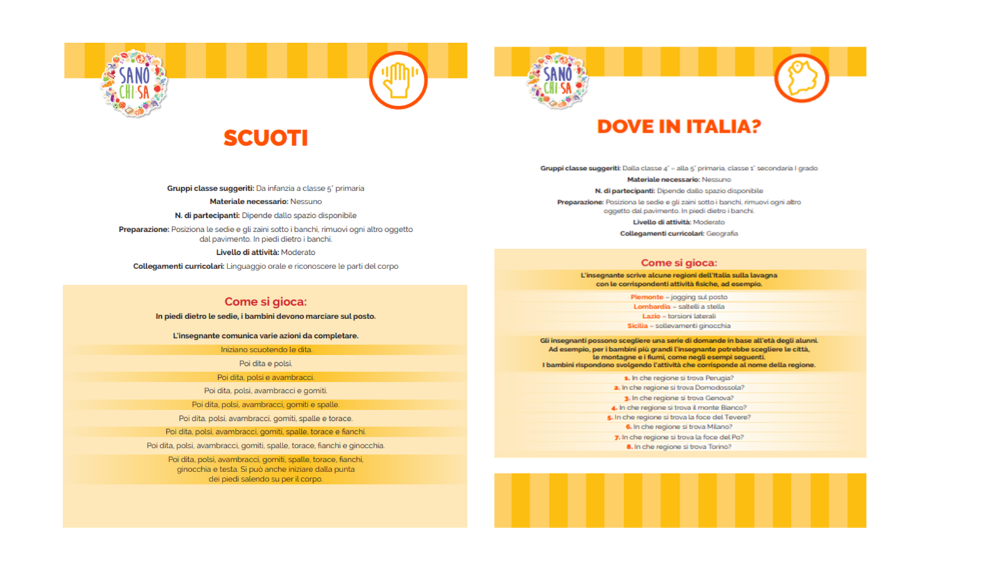 SANO
CHI SA
SCUOTI
Gruppi classe suggeriti: Da infanzia a classe 5° primaria
Materiale necessario: Nessuno
N. di partecipanti: Dipende dallo spazio disponibile
Preparazione: Posiziona le sedie e gli zaini sotto i banchi, rimuovi ogni altro oggetto
dal pavimento. In piedi dietro i banchi.
Livello di attività: Moderato
Collegamenti curricolari: Linguaggio orale e riconoscere le parti del corpo
Come si gioca:
In piedi dietro le sedie, i bambini devono marciare sul posto.
L'insegnante comunica varie azioni da completare.
Iniziano scuotendo le dita.
Poi dita e polsi.
Poi dita, polsi e avambracci.
Poi dita, polsi, avambracci e gomiti.
Poi dita, polsi, avambracci, gomiti e spalle.
Poi dita, polsi, avambracci, gomiti, spalle e torace.
Poi dita, polsi, avambracci, gomiti, spalle, torace e fianchi.
Poi dita, polsi, avambracci, gomiti, spalle, torace, fianchi e ginocchia.
Poi dita, polsi, avambracci, gomiti, spalle, torace, fianchi,
ginocchia e testa. Si può anche iniziare dalla punta
dei piedi salendo su per il corpo.
SANO
CHI SA
DOVE IN ITALIA?
Gruppi classe suggeriti: Dalla classe 4° – alla 5° primaria, classe 1° secondaria I grado
Materiale necessario: Nessuno
N. di partecipanti: Dipende dallo spazio disponibile
Preparazione: Posiziona le sedie e gli zaini sotto i banchi, rimuovi ogni altro
oggetto dal pavimento. In piedi dietro i banchi.
Livello di attività: Moderato
Collegamenti curricolari: Geografia
Come si gioca:
L'insegnante scrive alcune regioni dell'Italia sulla lavagna
con le corrispondenti attività fisiche, ad esempio.
Piemonte – jogging sul posto
Lombardia – saltelli a stella
Lazio – torsioni laterali
Sicilia – sollevamenti ginocchia
Gli insegnanti possono scegliere una serie di domande in base all'età degli alunni.
Ad esempio, per i bambini più grandi l'insegnante potrebbe scegliere le città,
le montagne e i fiumi, come negli esempi seguenti.
I bambini rispondono svolgendo l'attività che corrisponde al nome della regione.
1. In che regione si trova Perugia?
2. In che regione si trova Domodossola?
3. In che regione si trova Genova?
4. In che regione si trova il monte Bianco?
5. In che regione si trova la foce del Tevere?
6. In che regione si trova Milano?
7. In che regione si trova la foce del Po?
8. In che regione si trova Torino?